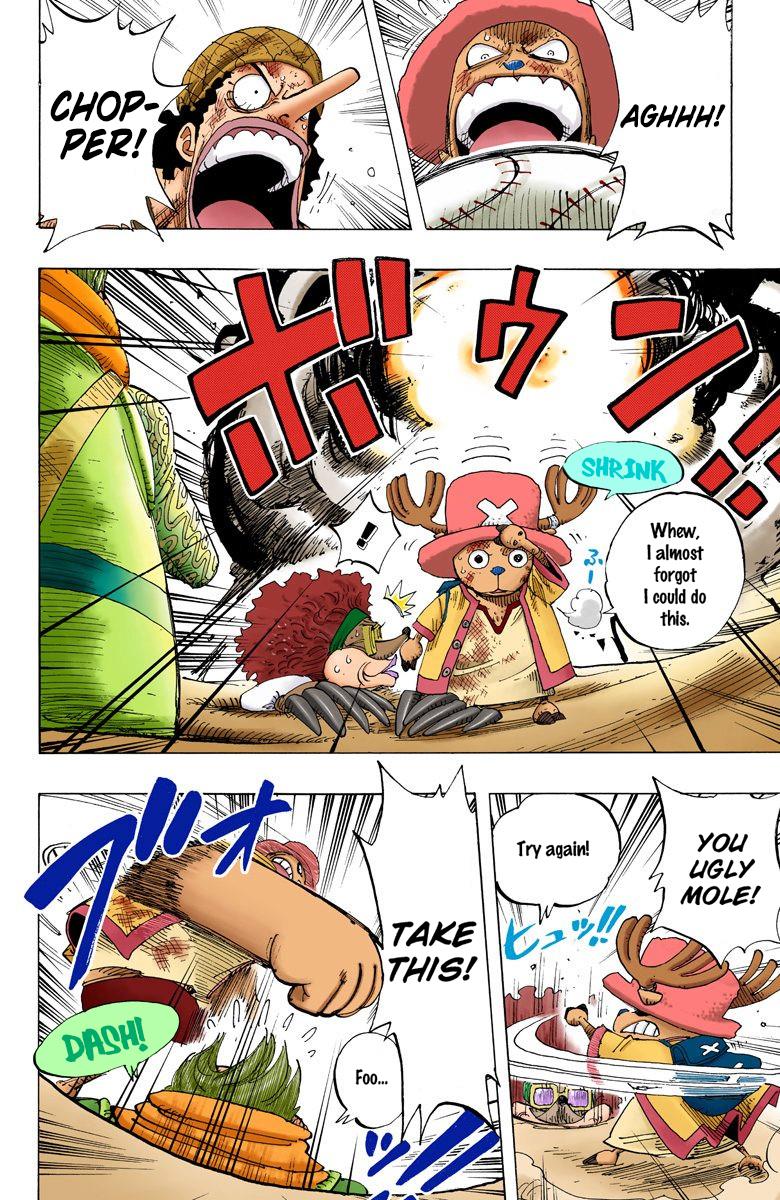 AGHHH!
CHOP-
PER!
ボウン!!
SHRINK
!!
Whew,
I almost
forgot
I could do
this.
ふー
YOU
UGLY
MOLE!
Try again!
ヒュッ!!
TAKE
THIS!
ブオ
DASH!
Foo...
ッ!!